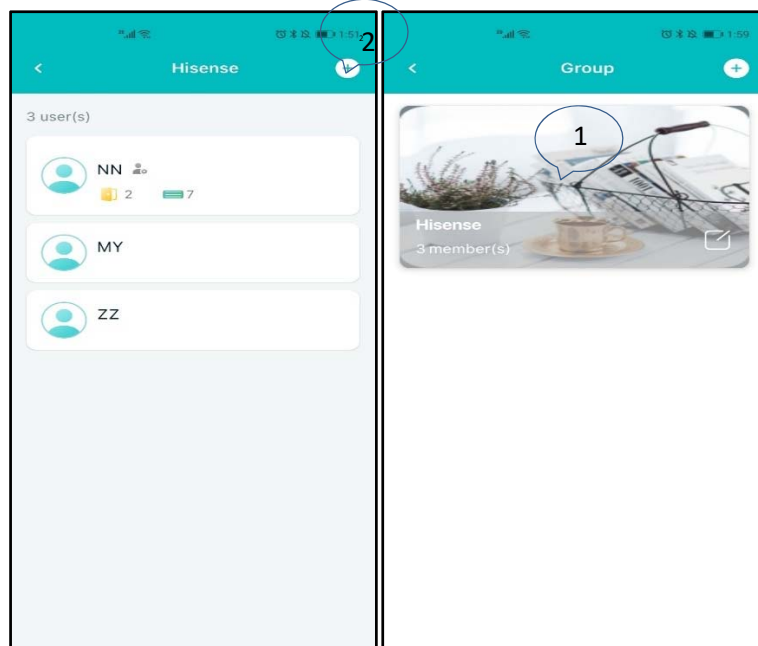 1:51
2
Hisense
3 user(s)
NN
2 7
MY
ZZ
1:59
Group
1
Hisense
3 member(s)